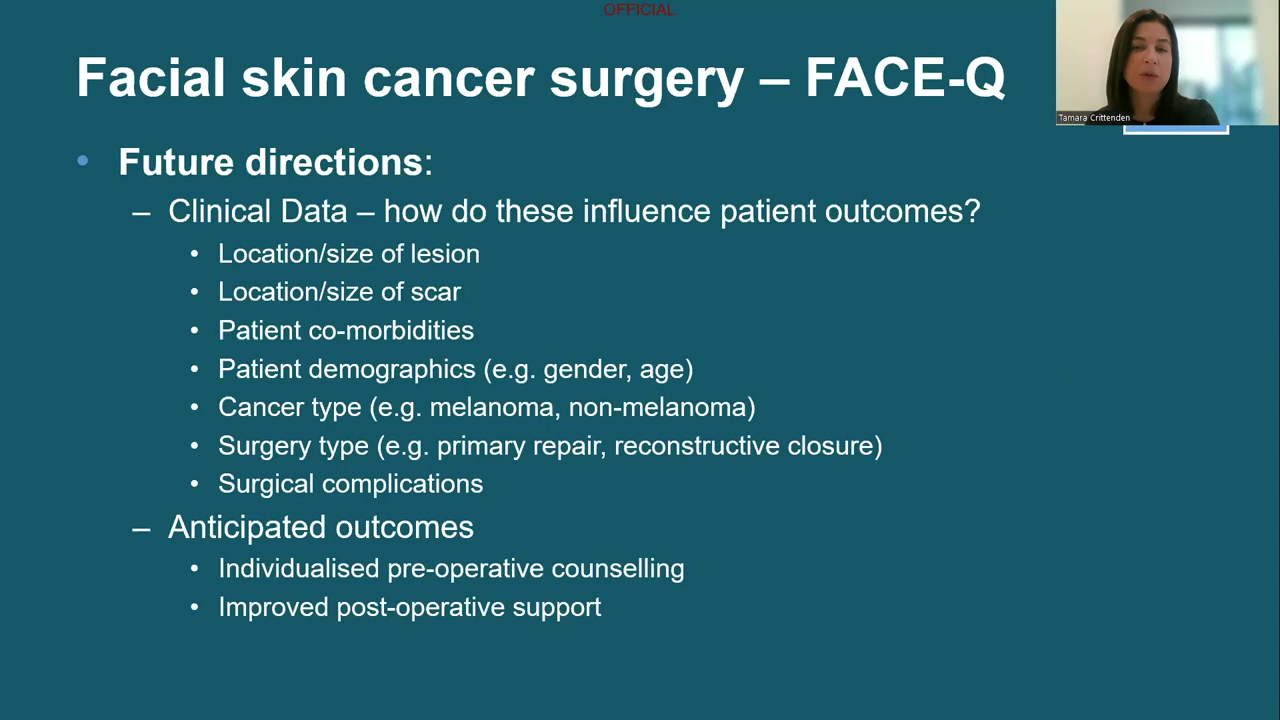 OFFICIAL
Facial skin cancer surgery – FACE-Q
Tamara Crittenden
• Future directions:
– Clinical Data – how do these influence patient outcomes?
• Location/size of lesion
• Location/size of scar
• Patient co-morbidities
• Patient demographics (e.g. gender, age)
• Cancer type (e.g. melanoma, non-melanoma)
• Surgery type (e.g. primary repair, reconstructive closure)
• Surgical complications
– Anticipated outcomes
• Individualised pre-operative counselling
• Improved post-operative support